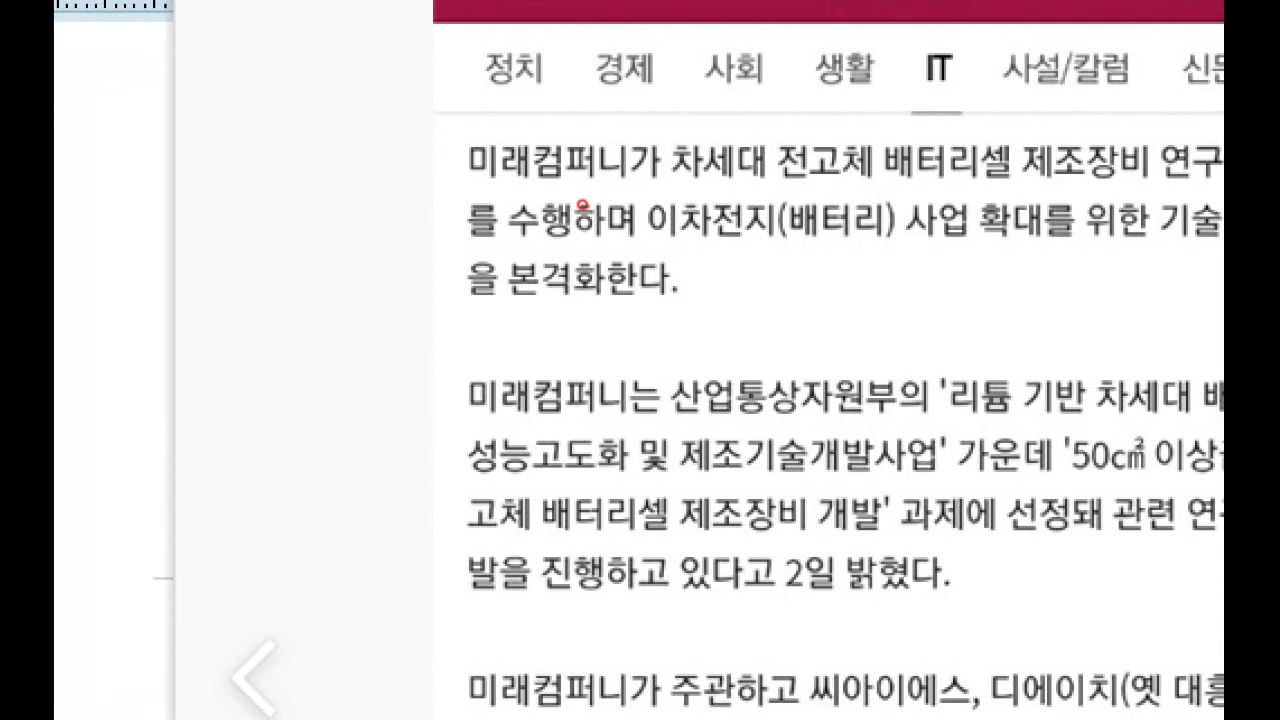 정치 경제 사회 생활 IT 사설/칼럼
미래컴퍼니가 차세대 전고체 배터리셀 제조장비 연구
를 수행하며 이차전지(배터리) 사업 확대를 위한 기술
을 본격화한다.
미래컴퍼니는 산업통상자원부의 '리튬 기반 차세대
성능고도화 및 제조기술개발사업' 가운데 '50㎠ 이상
고체 배터리셀 제조장비 개발' 과제에 선정돼 관련
발을 진행하고 있다고 2일 밝혔다.
미래컴퍼니가 주관하고 씨아이에스, 디에이치(옛